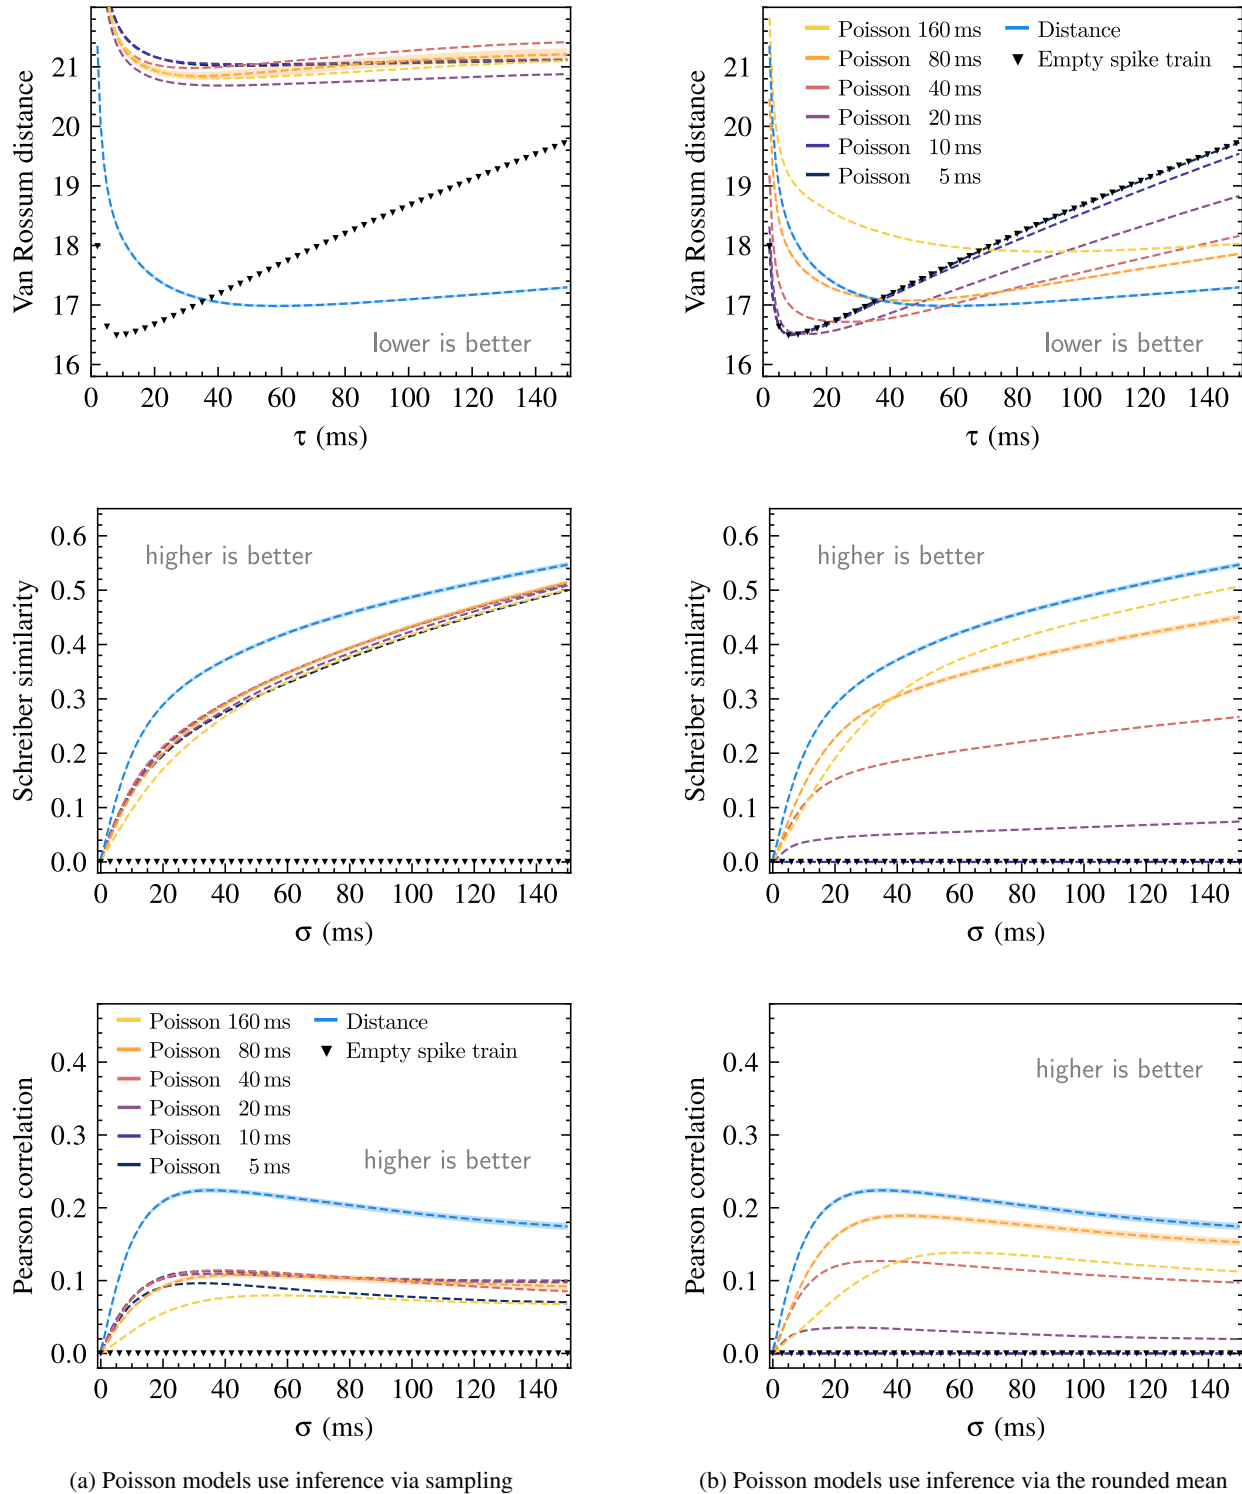 Van Rossum distance
21
20
19
18
17
16
lower is better
0 20 40 60 80 100 120 140
τ (ms)
Van Rossum distance
21
20
19
18
17
16
Poisson 160 ms
Poisson 80 ms
Poisson 40 ms
Poisson 20 ms
Poisson 10 ms
Poisson 5 ms
Distance
Empty spike train
lower is better
0 20 40 60 80 100 120 140
τ (ms)
Schreiber similarity
0.6
0.5
0.4
0.3
0.2
0.1
0.0
higher is better
0 20 40 60 80 100 120 140
σ (ms)
Schreiber similarity
0.6
0.5
0.4
0.3
0.2
0.1
0.0
higher is better
0 20 40 60 80 100 120 140
σ (ms)
Pearson correlation
0.4
0.3
0.2
0.1
0.0
Poisson 160 ms
Poisson 80 ms
Poisson 40 ms
Poisson 20 ms
Poisson 10 ms
Poisson 5 ms
Distance
Empty spike train
higher is better
0 20 40 60 80 100 120 140
σ (ms)
Pearson correlation
0.4
0.3
0.2
0.1
0.0
higher is better
0 20 40 60 80 100 120 140
σ (ms)
(a) Poisson models use inference via sampling
(b) Poisson models use inference via the rounded mean